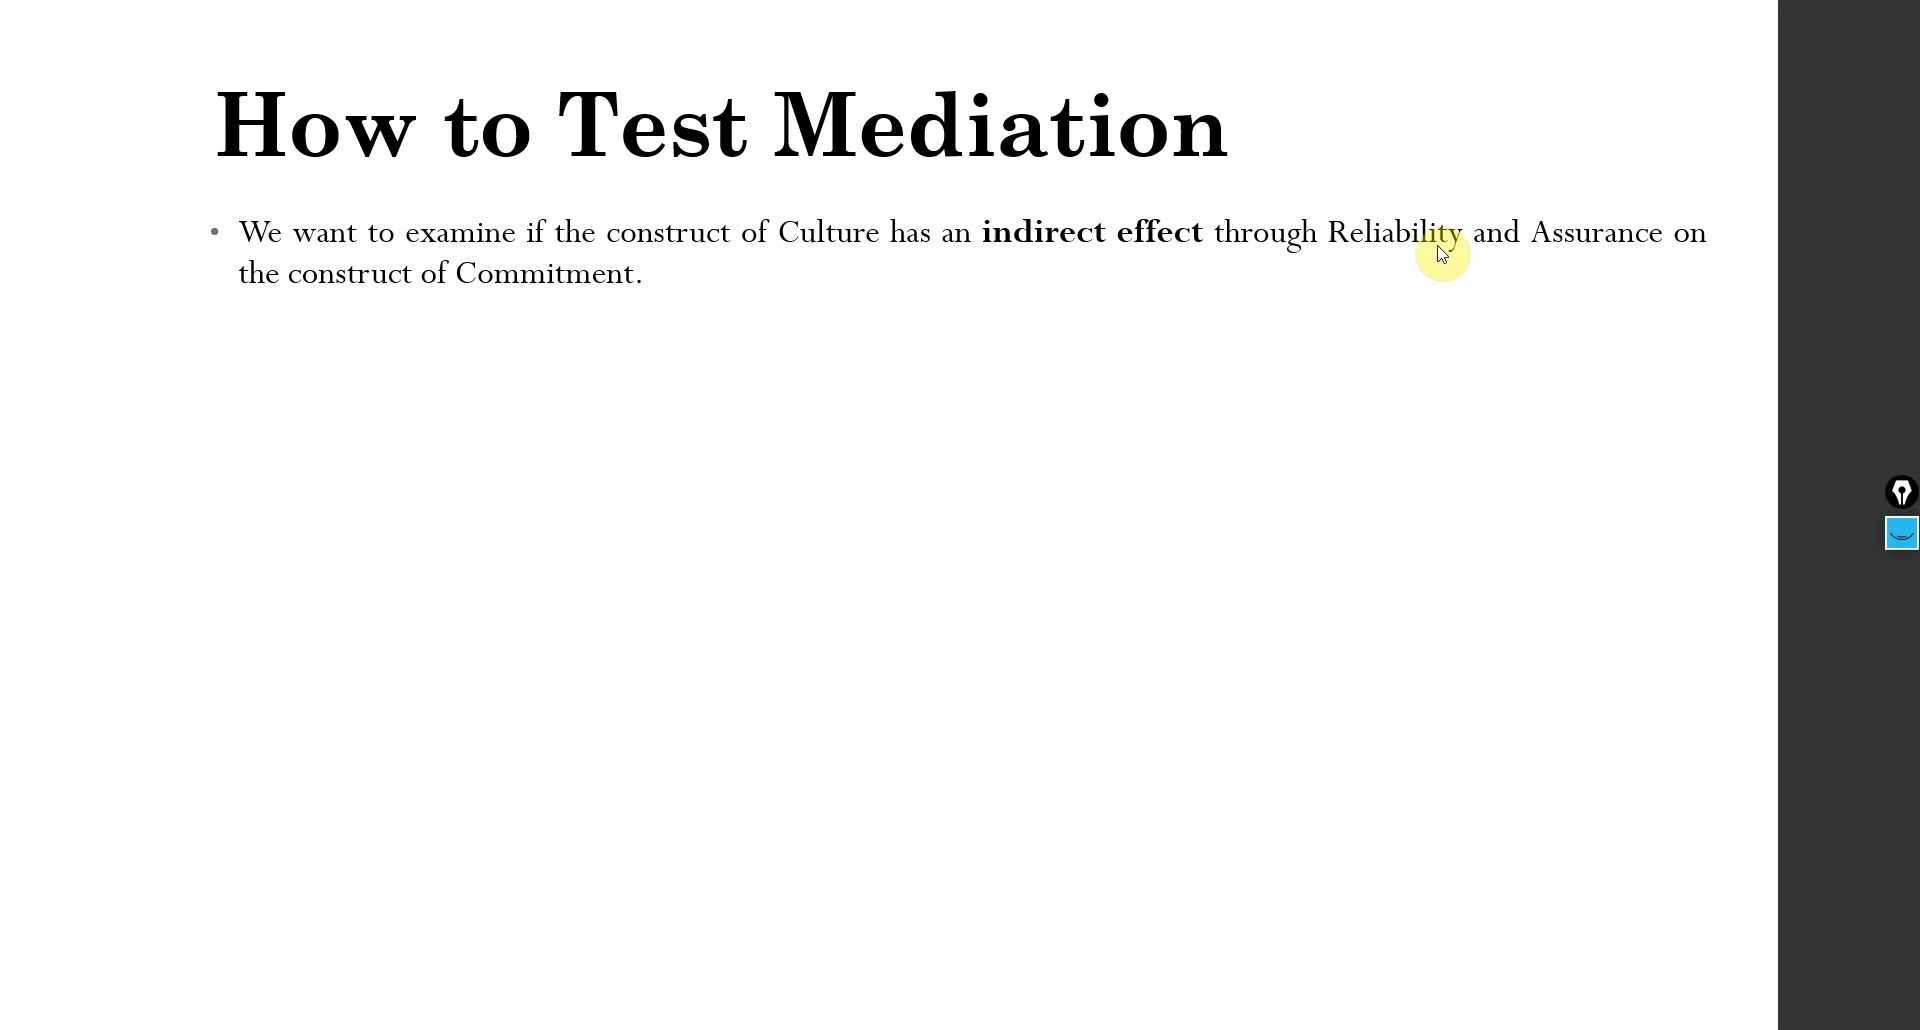 How to Test Mediation
• We want to examine if the construct of Culture has an indirect effect through Reliability and Assurance on
the construct of Commitment.